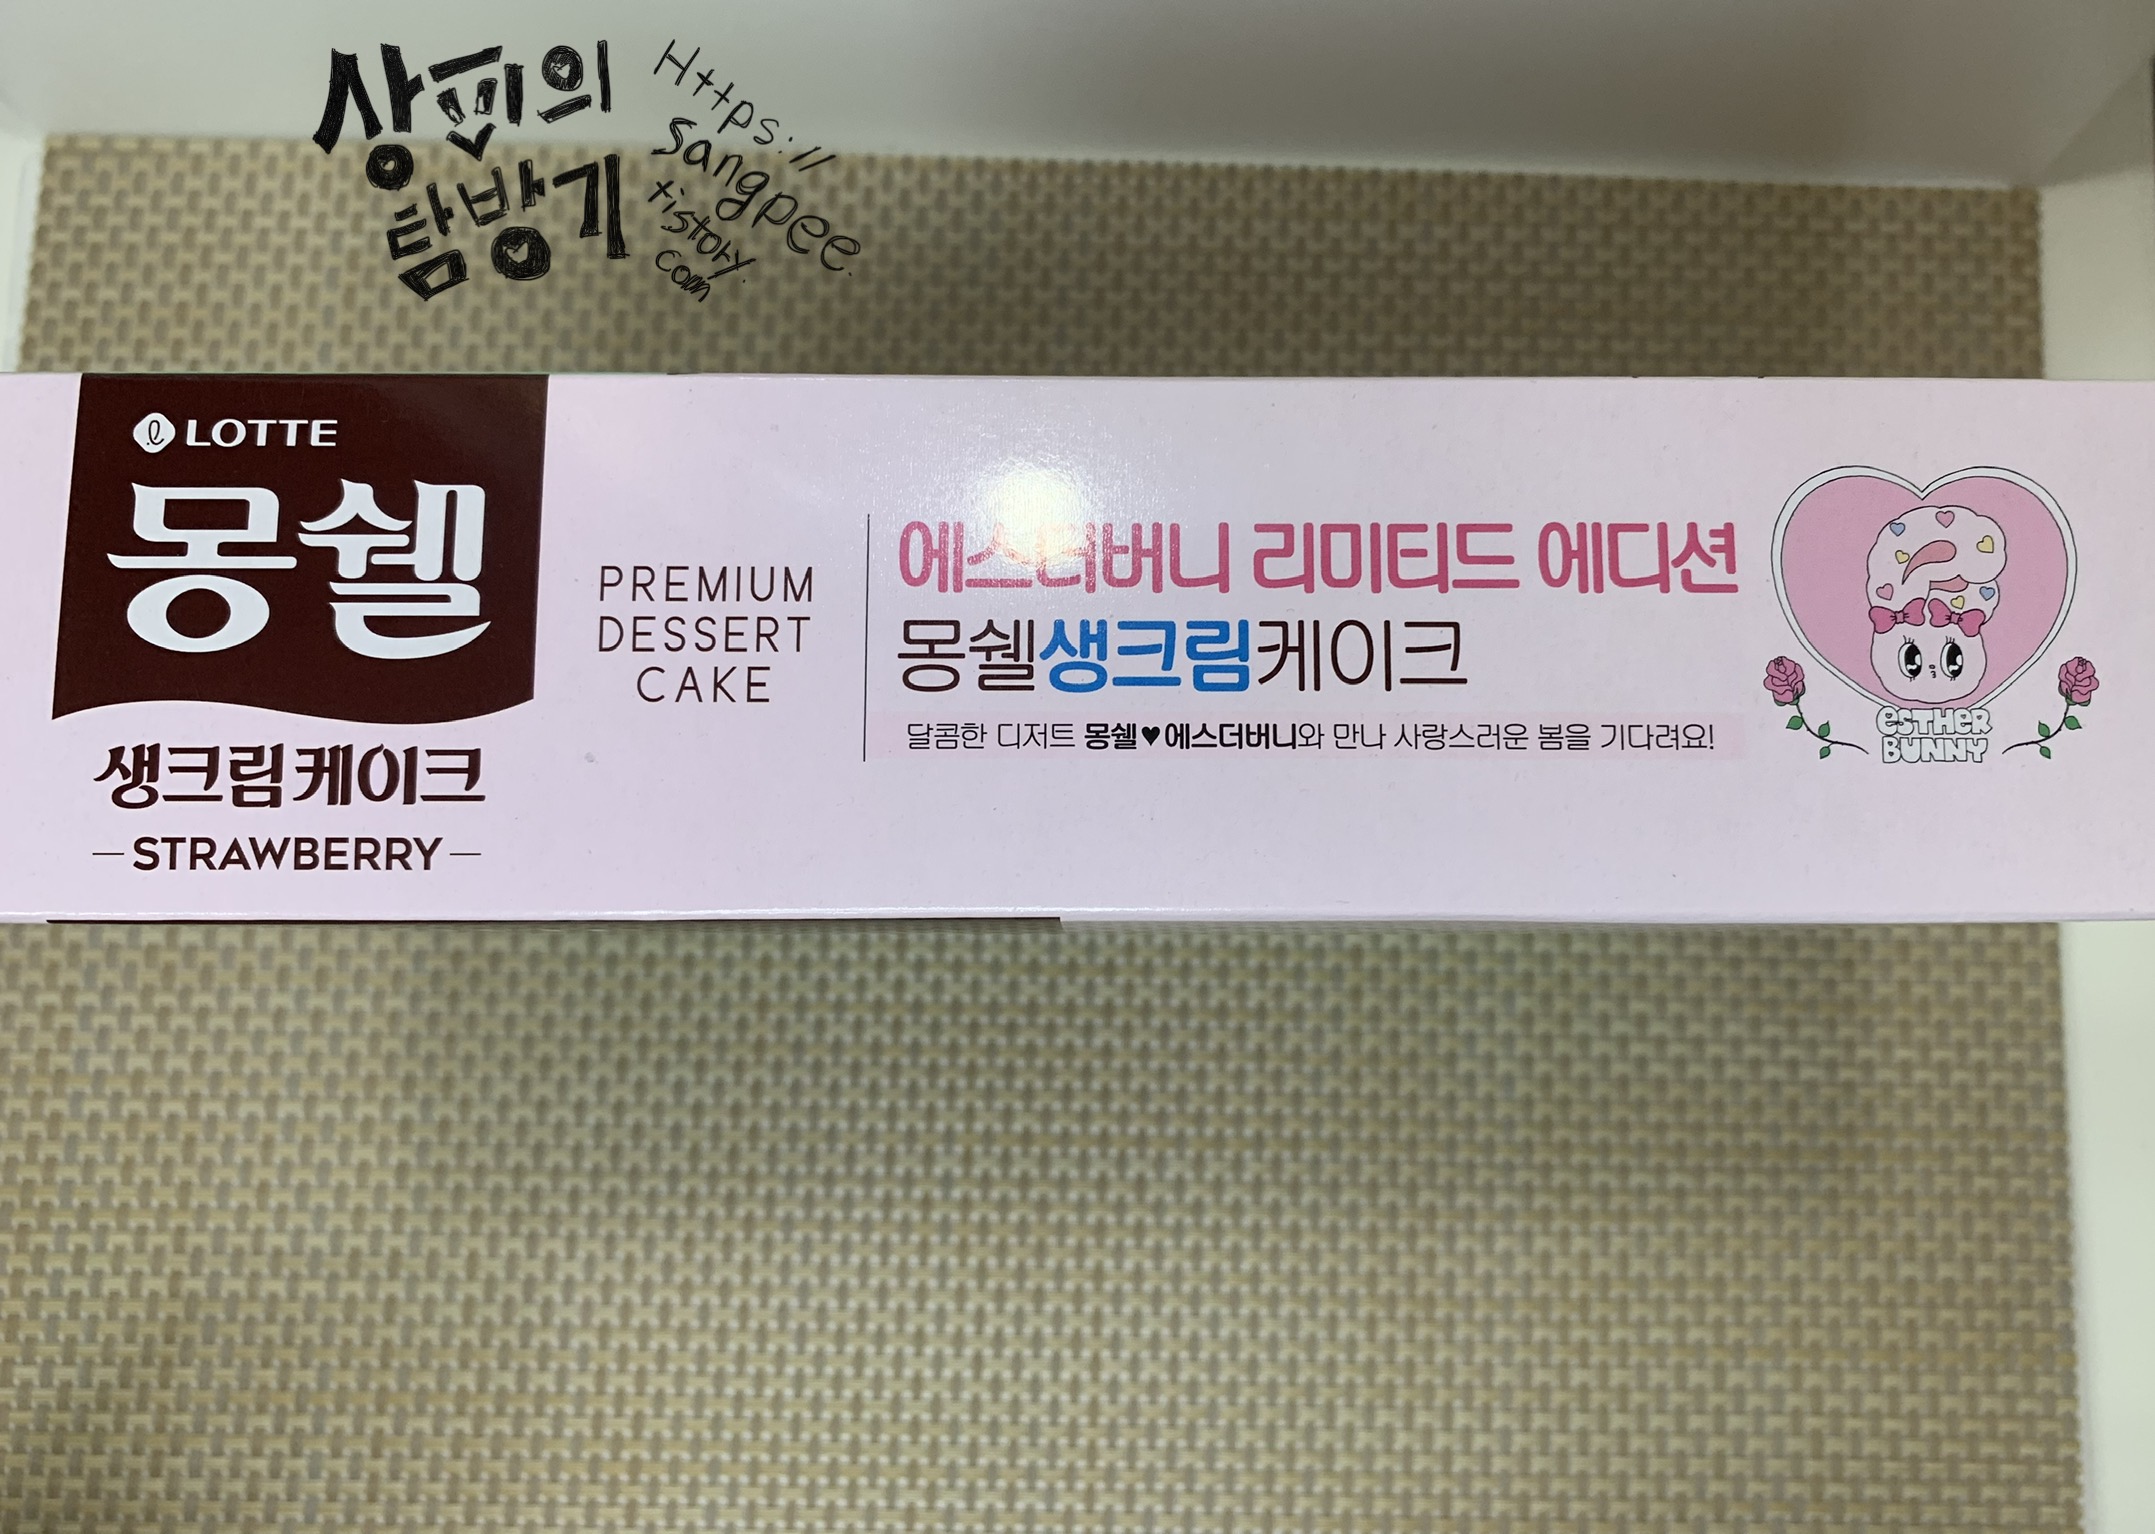 상피의
탐방기
Https://
sangpee.
tistory.
com
LOTTE
몽쉘
생크림케이크
STRAWBERRY
PREMIUM
DESSERT
CAKE
에스더버니 리미티드 에디션
몽쉘생크림케이크
달콤한 디저트 몽쉘♥에스더버니와 만나 사랑스러운 봄을 기다려요!
esTHeR
BUNNY